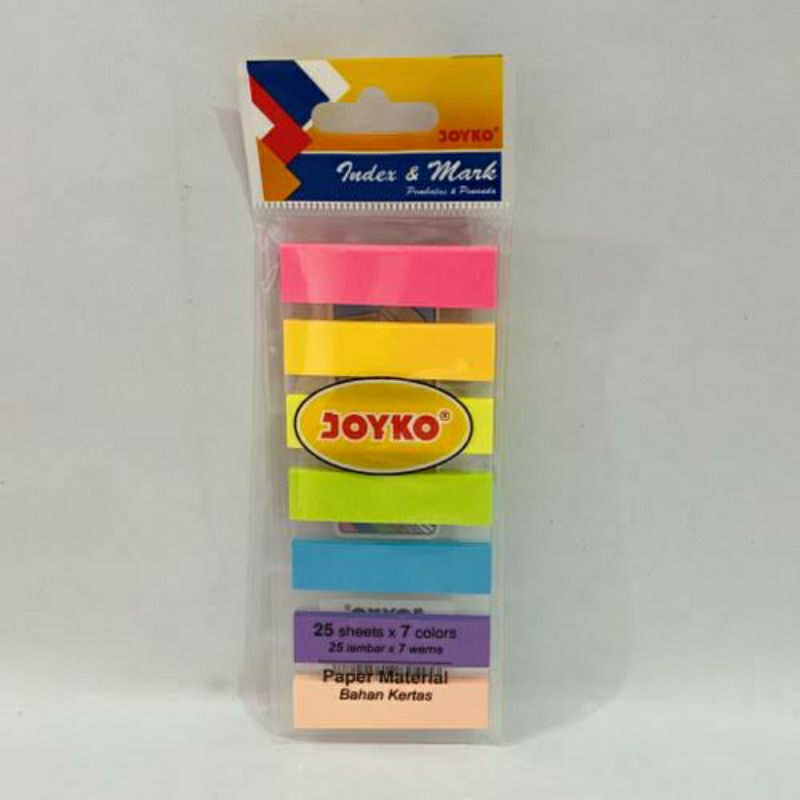 JOYKO®
Index & Mark
Pembatas & Penanda
JOYKO®
25 sheets x 7 colors
25 lembar x 7 warna
Paper Material
Bahan Kertas